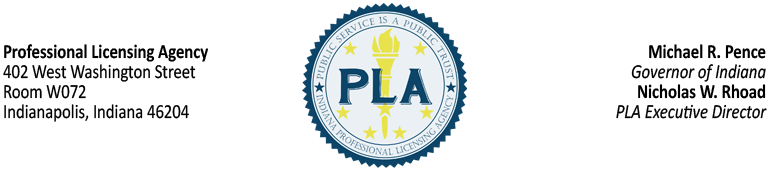 Professional Licensing Agency
402 West Washington Street
Room W072
Indianapolis, Indiana 46204
PUBLIC SERVICE IS A PUBLIC TRUST
PLA
INDIANA PROFESSIONAL LICENSING AGENCY
Michael R. Pence
Governor of Indiana
Nicholas W. Rhoad
PLA Executive Director